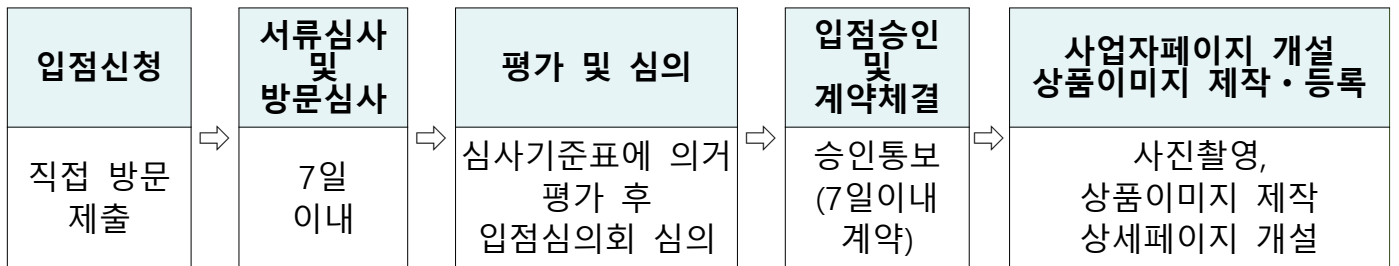 입점신청
직접 방문
제출
⇨
서류심사
및
방문심사
7일
이내
⇨
평가 및 심의
심사기준표에 의거
평가 후
입점심의회 심의
⇨
입점승인
및
계약체결
승인통보
(7일이내
계약)
⇨
사업자페이지 개설
상품이미지 제작・등록
사진촬영,
상품이미지 제작
상세페이지 개설